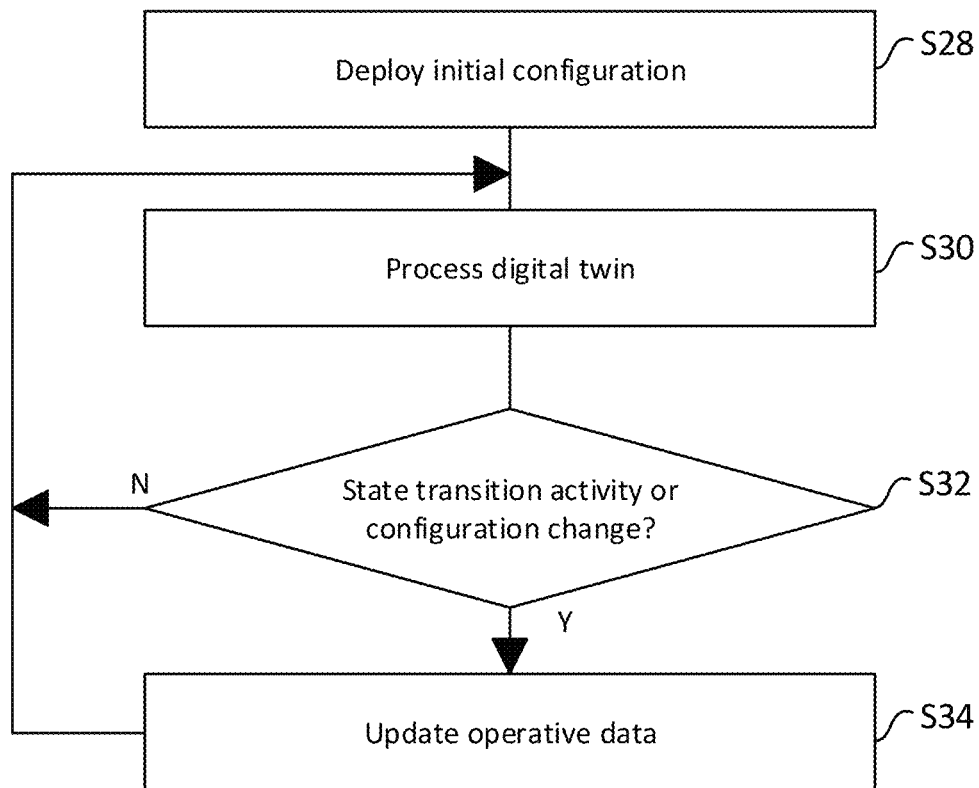 Deploy initial configuration
S28
Process digital twin
S30
N
State transition activity or
configuration change?
S32
Y
Update operative data
S34